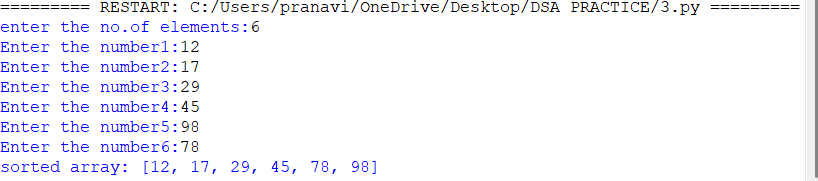 ========= RESTART: C:/Users/pranavi/OneDrive/Desktop/DSA PRACTICE/3.py =========
enter the no.of elements:6
Enter the number1:12
Enter the number2:17
Enter the number3:29
Enter the number4:45
Enter the number5:98
Enter the number6:78
sorted array: [12, 17, 29, 45, 78, 98]